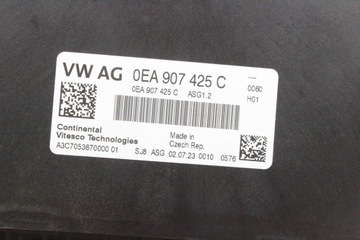 VW AG 0EA 907 425 C ----
0EA 907 425 C ASG1.2 0060
H01
Continental
Vitesco Technologies
A3C7053670000 01
Made in
Czech Rep.
SJ8 ASG 02.07.23 0010 0576